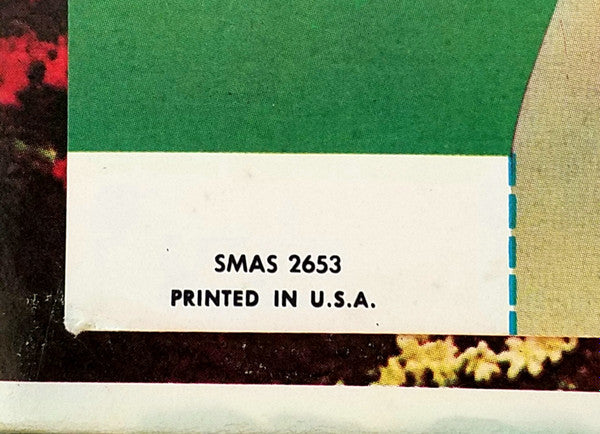 SMAS 2653
PRINTED IN U.S.A.